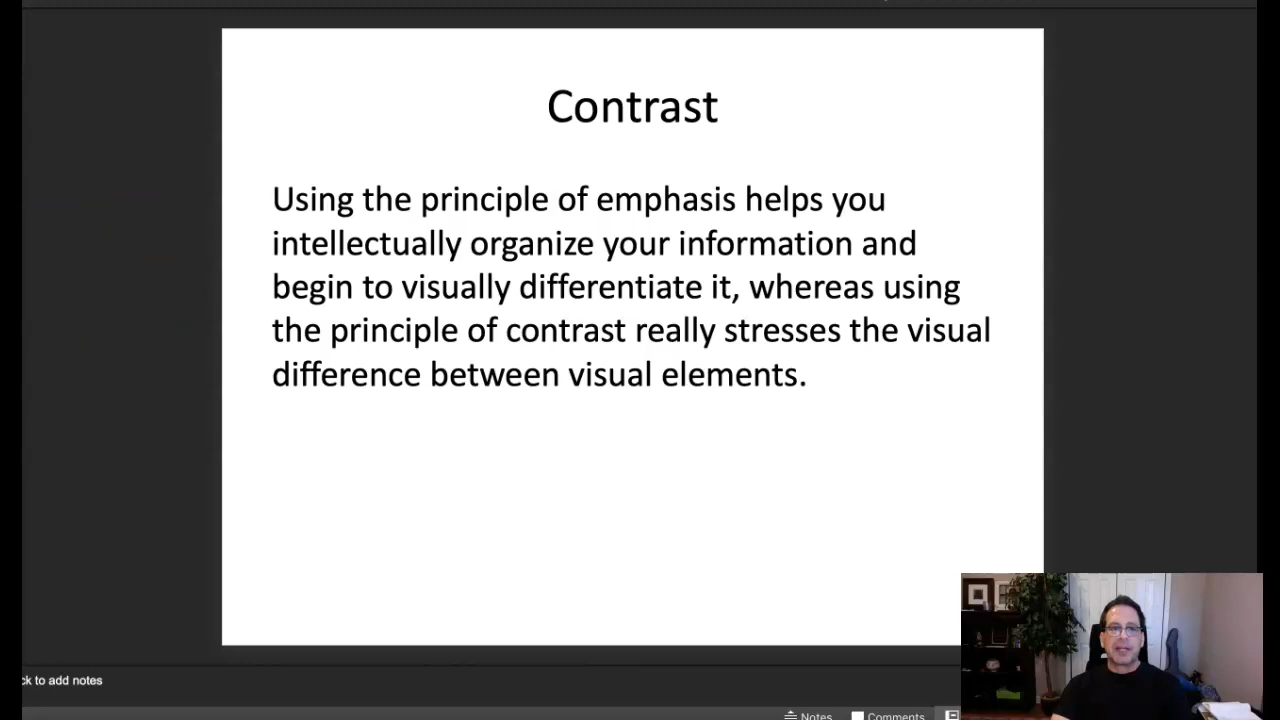 Contrast
Using the principle of emphasis helps you
intellectually organize your information and
begin to visually differentiate it, whereas using
the principle of contrast really stresses the visual
difference between visual elements.
ck to add notes
Notes
Comments